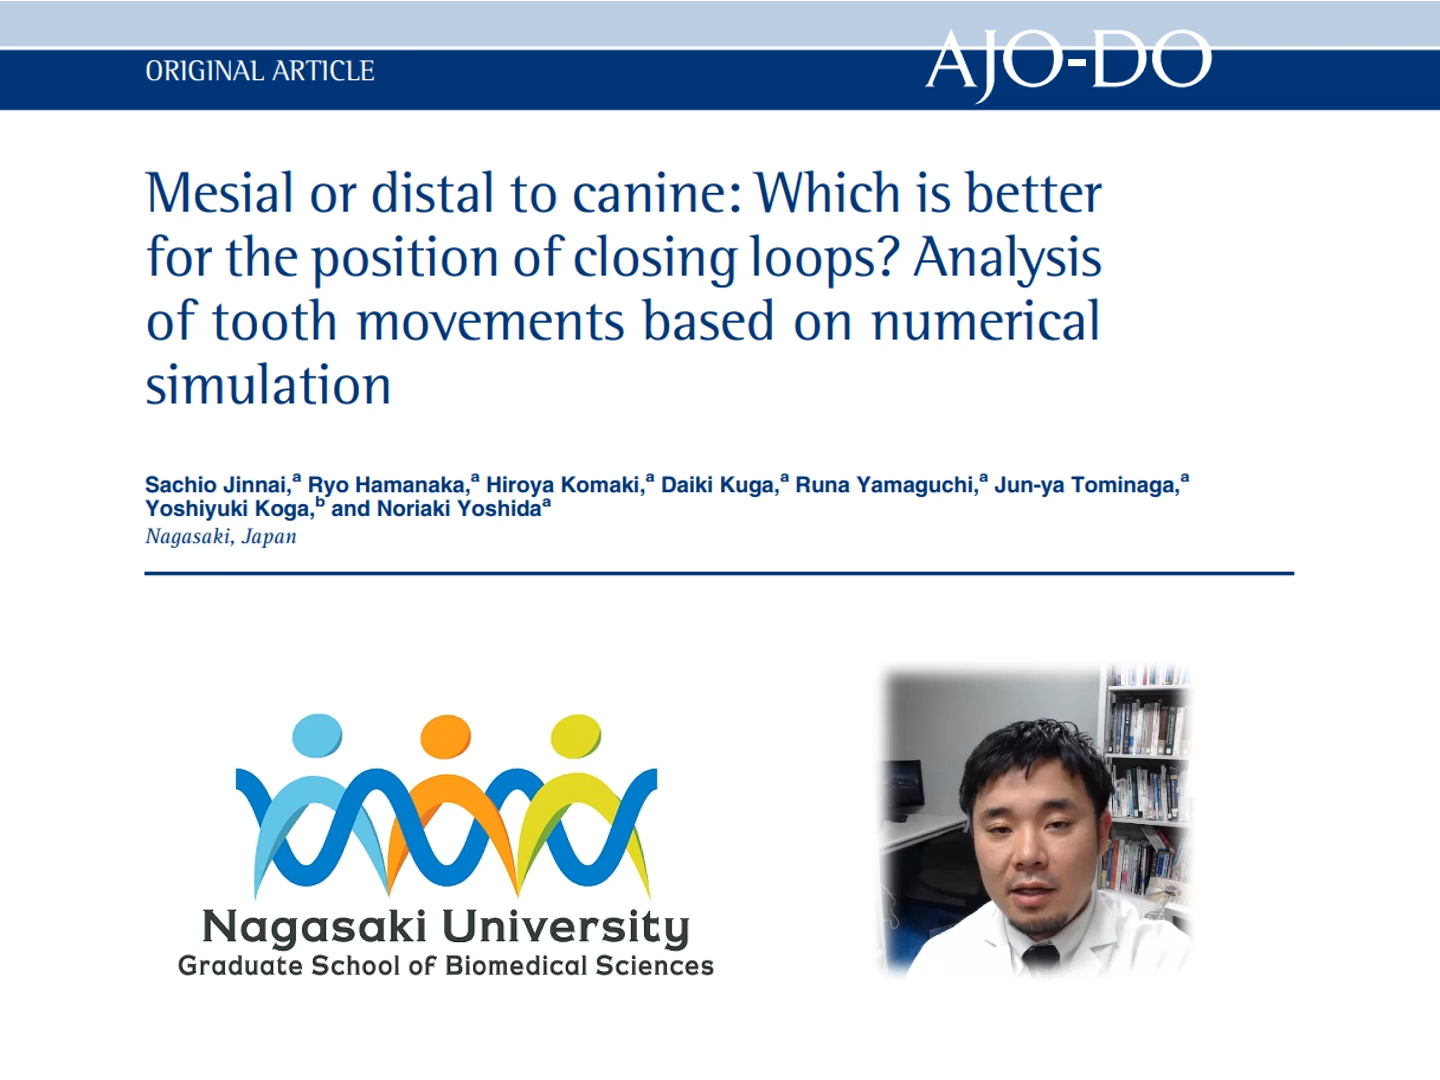 ORIGINAL ARTICLE
AJO-DO
Mesial or distal to canine: Which is better
for the position of closing loops? Analysis
of tooth movements based on numerical
simulation
Sachio Jinnai,a Ryo Hamanaka,a Hiroya Komaki,a Daiki Kuga,a Runa Yamaguchi,a Jun-ya Tominaga,a
Yoshiyuki Koga,b and Noriaki Yoshidaa
Nagasaki, Japan
Nagasaki University
Graduate School of Biomedical Sciences